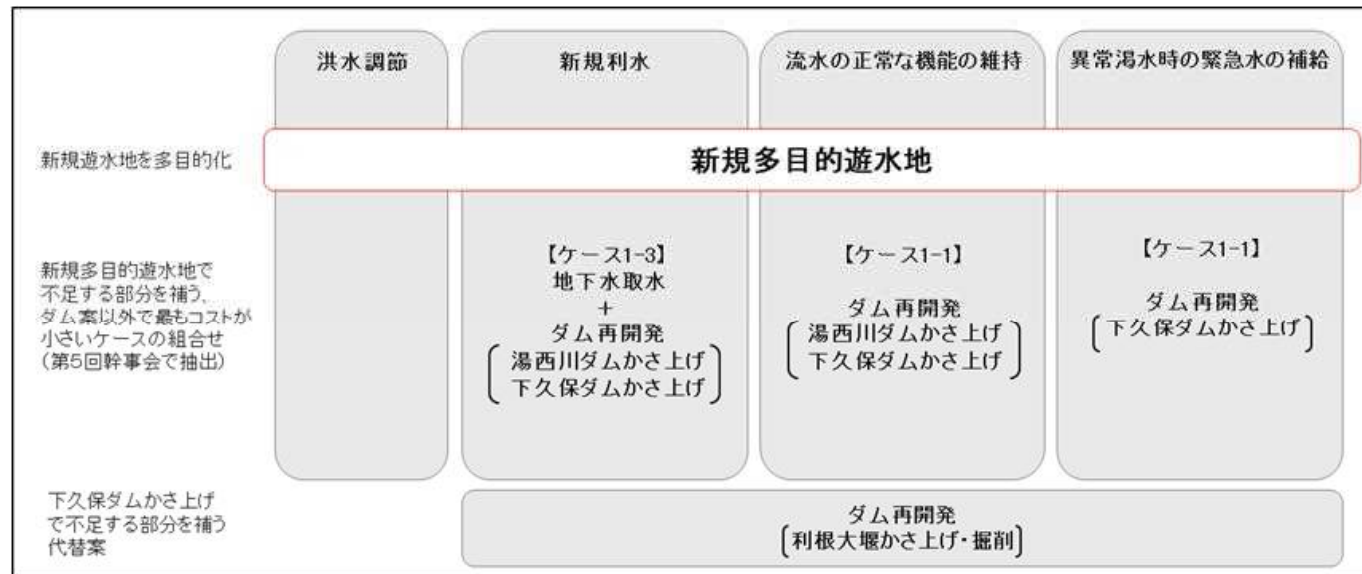 洪水調節
新規利水
流水の正常な機能の維持
異常渇水時の緊急水の補給
新規遊水地を多目的化
新規多目的遊水地
新規多目的遊水地で
不足する部分を補う,
ダム案以外で最もコストが
小さいケースの組合せ
(第5回幹事会で抽出)
【ケース1-3】
地下水取水
+
ダム再開発
湯西川ダムかさ上げ
下久保ダムかさ上げ
【ケース1-1】
ダム再開発
湯西川ダムかさ上げ
下久保ダムかさ上げ
【ケース1-1】
ダム再開発
下久保ダムかさ上げ
下久保ダムかさ上げ
で不足する部分を補う
代替案
ダム再開発
利根大堰かさ上げ・掘削